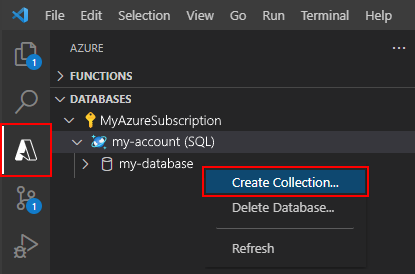 File Edit Selection View Go Run Terminal Help
1
AZURE
...
FUNCTIONS
DATABASES
MyAzureSubscription
my-account (SQL)
my-database
Create Collection...
Delete Database...
1
Refresh